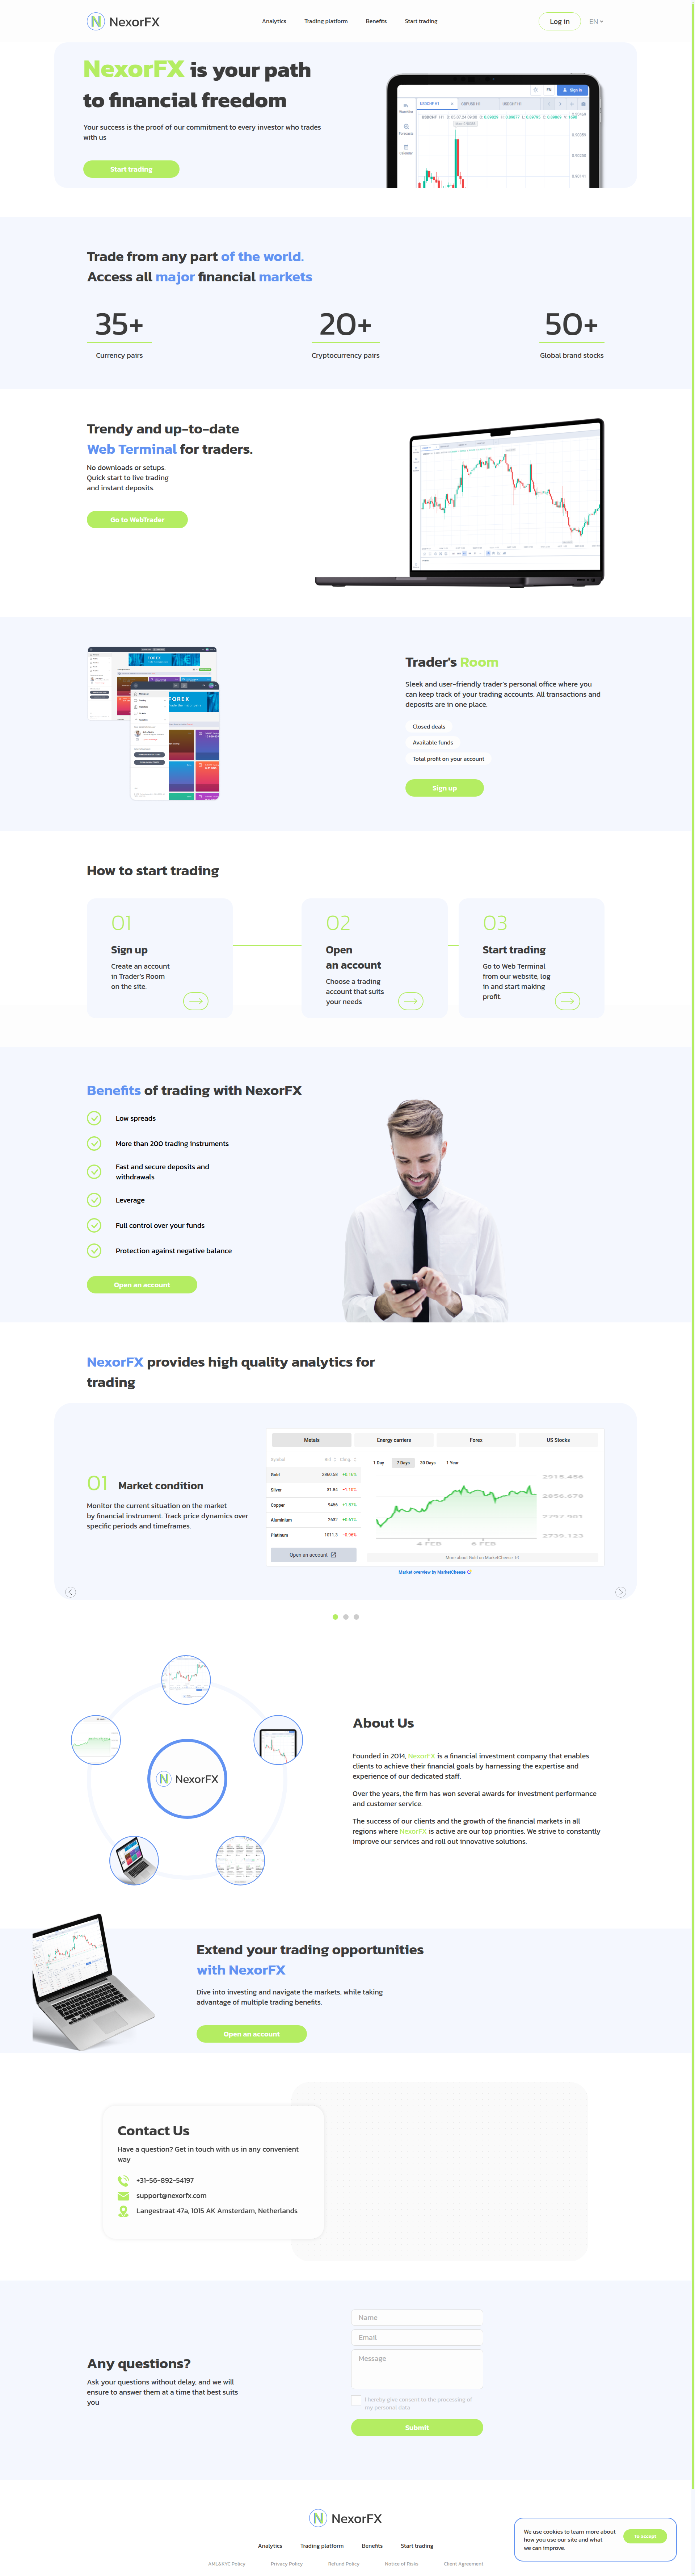 NexorFX
Analytics Trading platform Benefits Start trading
Log in EN
NexorFX is your path
to financial freedom
Your success is the proof of our commitment to every investor who trades
with us
Start trading
EN Sign in
Trade from any part of the world.
Access all major financial markets
35+ 20+ 50+
Currency pairs Cryptocurrency pairs Global brand stocks
Trendy and up-to-date
Web Terminal for traders.
No downloads or setups.
Quick start to live trading
and instant deposits.
Go to WebTrader
FOREX
FOREX
Trader's Room
Sleek and user-friendly trader's personal office where you
can keep track of your trading accounts. All transactions and
deposits are in one place.
Closed deals
Available funds
Total profit on your account
Sign up
How to start trading
01
Sign up
Create an account
in Trader's Room
on the site.
02
Open
an account
Choose a trading
account that suits
your needs
03
Start trading
Go to Web Terminal
from our website, log
in and start making
profit.
Benefits of trading with NexorFX
Low spreads
More than 200 trading instruments
Fast and secure deposits and
withdrawals
Leverage
Full control over your funds
Protection against negative balance
Open an account
NexorFX provides high quality analytics for
trading
01 Market condition
Monitor the current situation on the market
by financial instrument. Track price dynamics over
specific periods and timeframes.
Metals Energy carriers Forex US Stocks
Symbol Bid Chng.
1 Day 7 Days 30 Days 1 Year
Gold 2860.58 +0.16%
Silver 31.84 -1.10%
Copper 9456 +1.87%
Aluminium 2632 +0.61%
Platinum 1011.3 -0.96%
2915.456
2856.678
2797.901
2739.123
4 FEB 6 FEB
Open an account
More about Gold on MarketCheese
Market overview by MarketCheese
NexorFX
About Us
Founded in 2014, NexorFX is a financial investment company that enables
clients to achieve their financial goals by harnessing the expertise and
experience of our dedicated staff.
Over the years, the firm has won several awards for investment performance
and customer service.
The success of our clients and the growth of the financial markets in all
regions where NexorFX is active are our top priorities. We strive to constantly
improve our services and roll out innovative solutions.
Extend your trading opportunities
with NexorFX
Dive into investing and navigate the markets, while taking
advantage of multiple trading benefits.
Open an account
Contact Us
Have a question? Get in touch with us in any convenient
way
+31-56-892-54197
support@nexorfx.com
Langestraat 47a, 1015 AK Amsterdam, Netherlands
Any questions?
Ask your questions without delay, and we will
ensure to answer them at a time that best suits
you
Name
Email
Message
I hereby give consent to the processing of
my personal data
Submit
NexorFX
Analytics Trading platform Benefits Start trading
AML&KYC Policy Privacy Policy Refund Policy Notice of Risks Client Agreement
We use cookies to learn more about
how you use our site and what
we can improve.
To accept